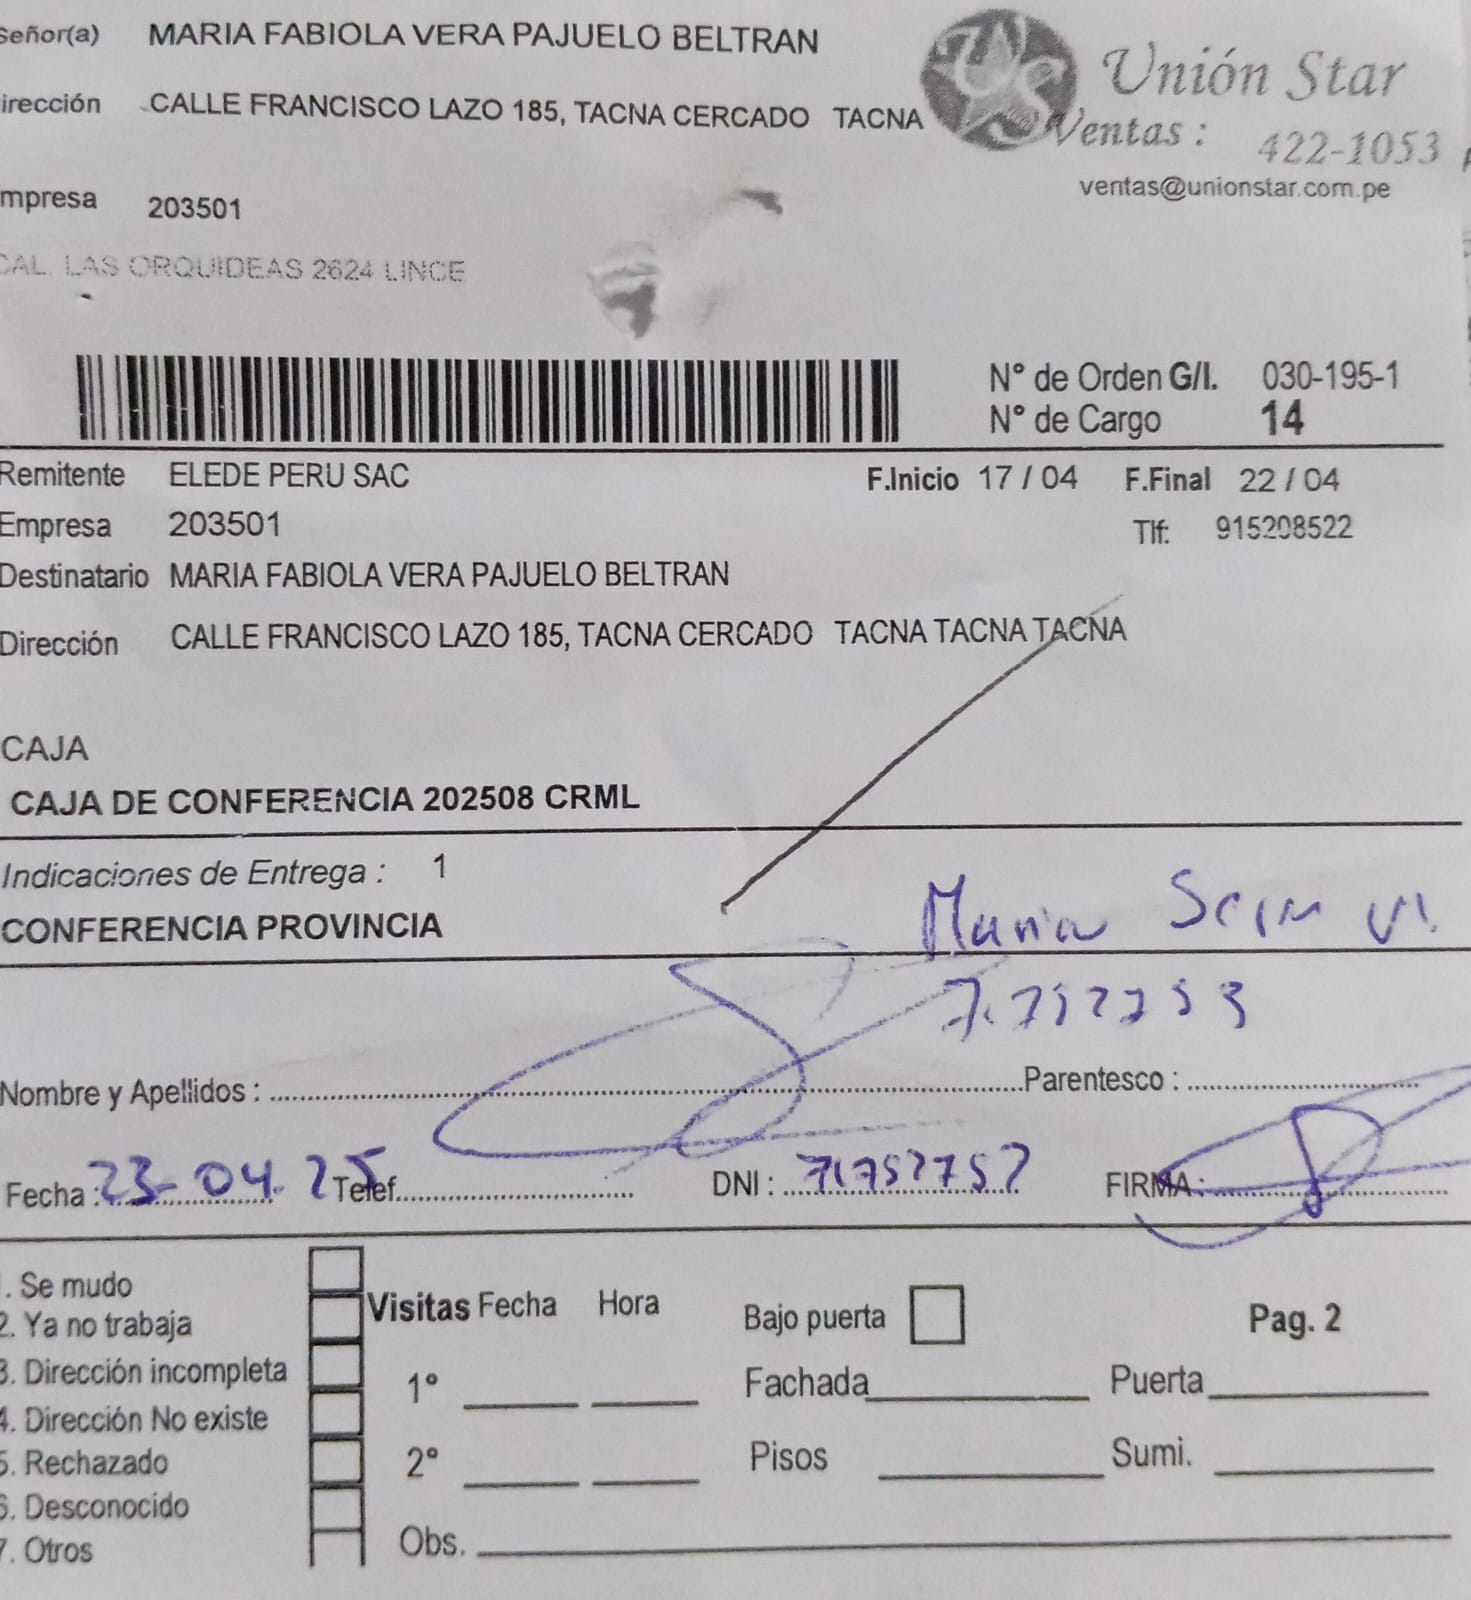 Señor(a) MARIA FABIOLA VERA PAJUELO BELTRAN
irección CALLE FRANCISCO LAZO 185, TACNA CERCADO TACNA
Unión Star
Ventas : 422-1053
ventas@unionstar.com.pe
mpresa 203501
CAL. LAS ORQUIDEAS 2624 LINCE
N° de Orden G/I. 030-195-1
N° de Cargo 14
Remitente ELEDE PERU SAC F.Inicio 17 / 04 F.Final 22 / 04
Empresa 203501 Tlf: 915208522
Destinatario MARIA FABIOLA VERA PAJUELO BELTRAN
Dirección CALLE FRANCISCO LAZO 185, TACNA CERCADO TACNA TACNA TACNA
CAJA
CAJA DE CONFERENCIA 202508 CRML
Indicaciones de Entrega : 1
CONFERENCIA PROVINCIA
Maria
Nombre y Apellidos : Parentesco :
Fecha : 23-04-25 Telef. DNI : FIRMA :
. Se mudo
2. Ya no trabaja
3. Dirección incompleta
4. Dirección No existe
5. Rechazado
6. Desconocido
7. Otros
Visitas Fecha Hora
1°
2°
Obs.
Bajo puerta
Pag. 2
Fachada Puerta
Pisos Sumi.